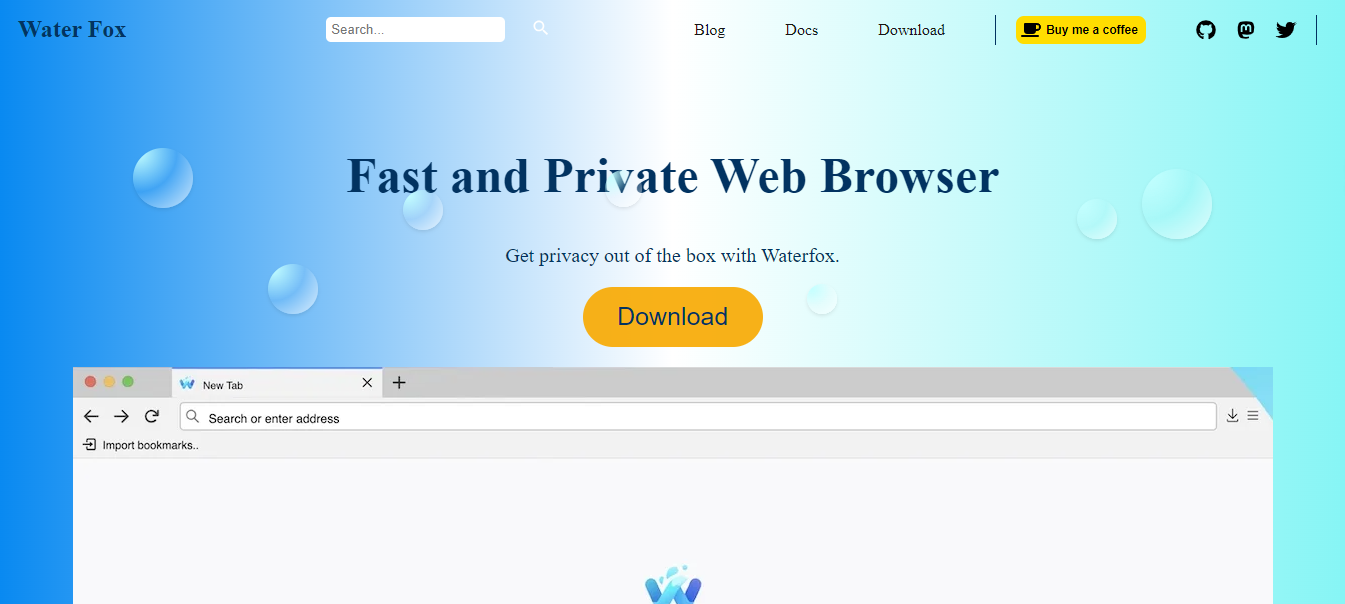 Water Fox
Search...
Blog
Docs
Download
Buy me a coffee
Fast and Private Web Browser
Get privacy out of the box with Waterfox.
Download
New Tab
Search or enter address
Import bookmarks..